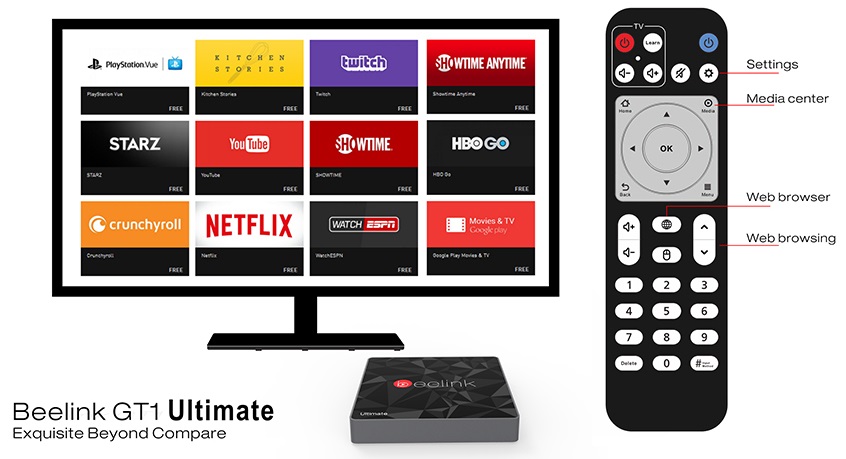 PlayStation Vue
KITCHEN
STORIES
twitch
SHOWTIME ANYTIME
PlayStation Vue
Kitchen Stories
Twitch
Showtime Anytime
FREE
FREE
FREE
FREE
STARZ
YouTube
SHOWTIME
HBO GO
STARZ
YouTube
SHOWTIME
HBO Go
FREE
FREE
FREE
FREE
crunchyroll
NETFLIX
WATCH ESPN
Movies & TV
Google play
Crunchyroll
Netflix
WatchESPN
Google Play Movies & TV
FREE
FREE
FREE
FREE
beelink
Ultimate
Beelink GT1 Ultimate
Exquisite Beyond Compare
TV
Learn
Settings
Home
Media
Media center
OK
Back
Menu
Web browser
Web browsing
1 2 3
4 5 6
7 8 9
Delete 0 #